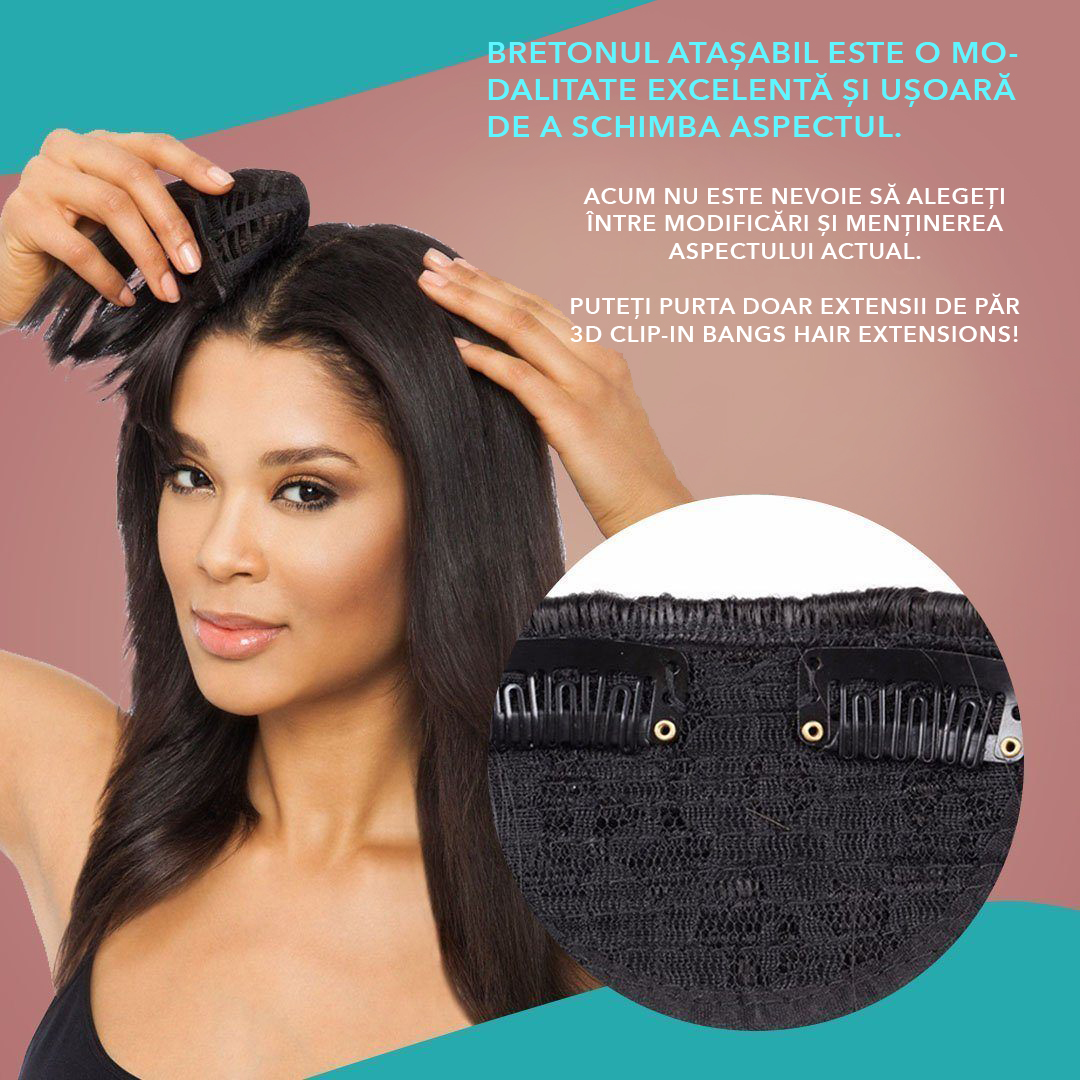 BRETONUL ATAȘABIL ESTE O MO-
DALITATE EXCELENTĂ ȘI UȘOARĂ
DE A SCHIMBA ASPECTUL.
ACUM NU ESTE NEVOIE SĂ ALEGEȚI
ÎNTRE MODIFICĂRI ȘI MENȚINEREA
ASPECTULUI ACTUAL.
PUTEȚI PURTA DOAR EXTENSII DE PĂR
3D CLIP-IN BANGS HAIR EXTENSIONS!